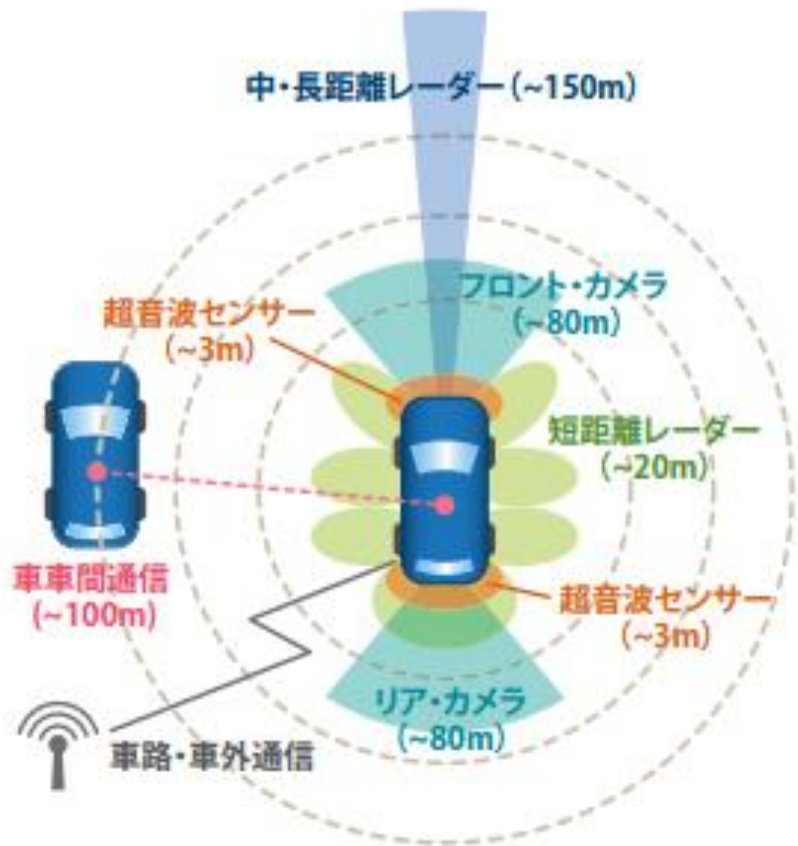 中・長距離レーダー(~150m)
フロント・カメラ
(~80m)
超音波センサー
(~3m)
短距離レーダー
(~20m)
車車間通信
(~100m)
超音波センサー
(~3m)
リア・カメラ
(~80m)
車路・車外通信